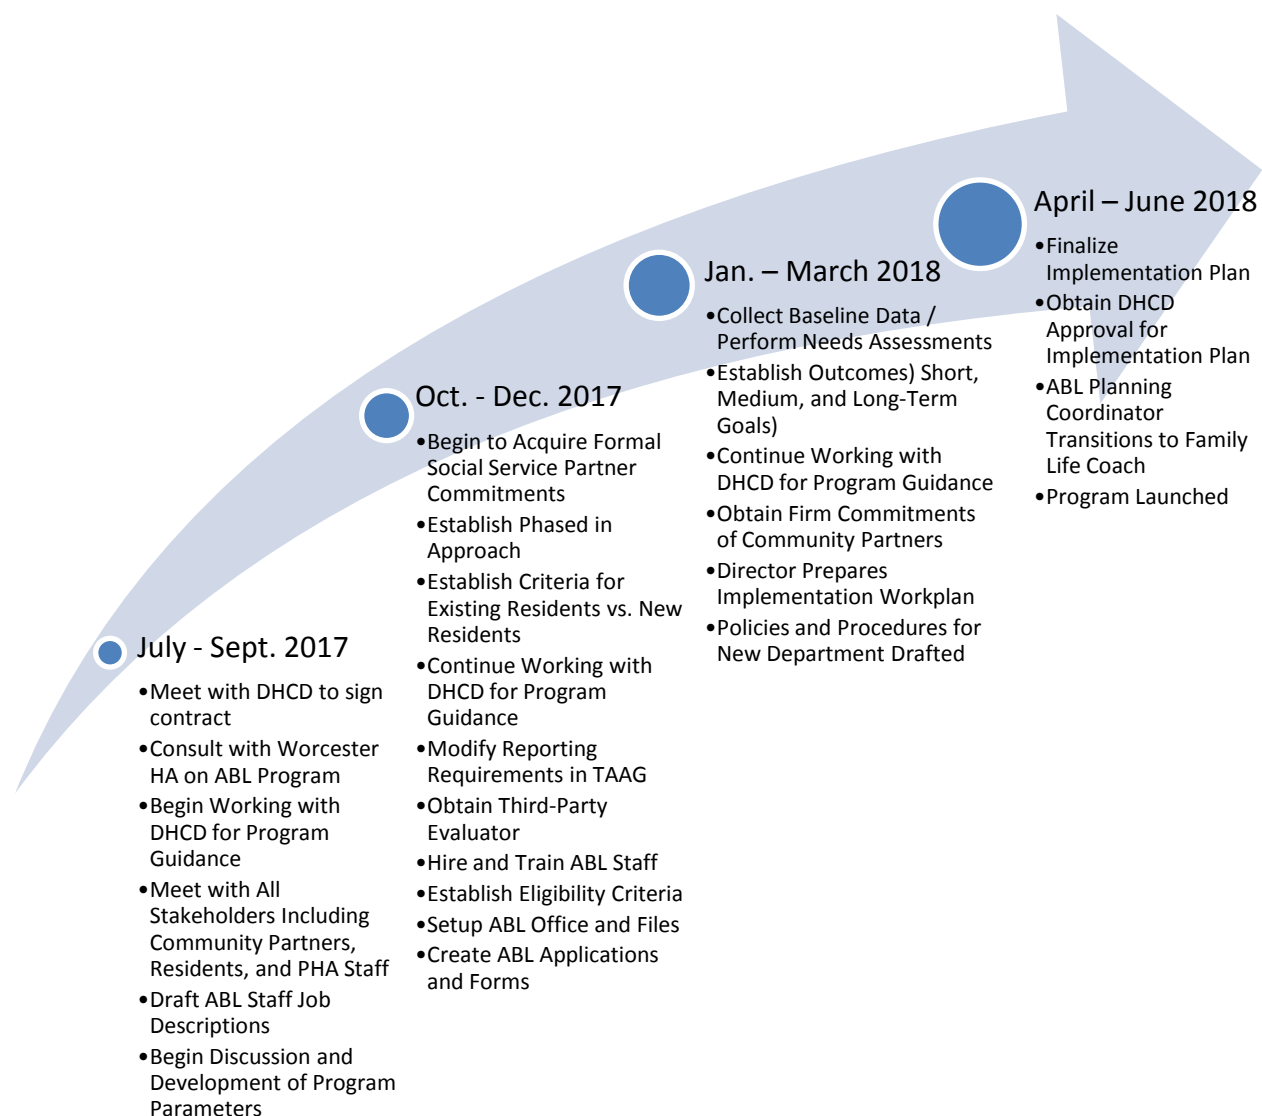 July - Sept. 2017
•Meet with DHCD to sign
contract
•Consult with Worcester
HA on ABL Program
•Begin Working with
DHCD for Program
Guidance
•Meet with All
Stakeholders Including
Community Partners,
Residents, and PHA Staff
•Draft ABL Staff Job
Descriptions
•Begin Discussion and
Development of Program
Parameters
Oct. - Dec. 2017
•Begin to Acquire Formal
Social Service Partner
Commitments
•Establish Phased in
Approach
•Establish Criteria for
Existing Residents vs. New
Residents
•Continue Working with
DHCD for Program
Guidance
•Modify Reporting
Requirements in TAAG
•Obtain Third-Party
Evaluator
•Hire and Train ABL Staff
•Establish Eligibility Criteria
•Setup ABL Office and Files
•Create ABL Applications
and Forms
Jan. – March 2018
•Collect Baseline Data /
Perform Needs Assessments
•Establish Outcomes) Short,
Medium, and Long-Term
Goals)
•Continue Working with
DHCD for Program Guidance
•Obtain Firm Commitments
of Community Partners
•Director Prepares
Implementation Workplan
•Policies and Procedures for
New Department Drafted
April – June 2018
•Finalize
Implementation Plan
•Obtain DHCD
Approval for
Implementation Plan
•ABL Planning
Coordinator
Transitions to Family
Life Coach
•Program Launched